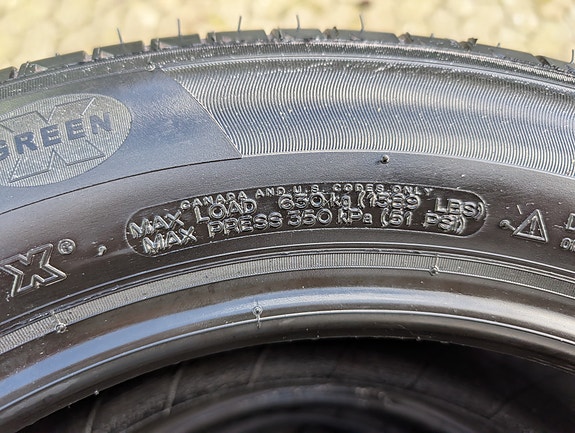 GREEN X
CANADA AND U.S. CODES ONLY
MAX LOAD 630 kg (1389 LBS)
MAX PRESS 350 kPa (51 PSI)
X®